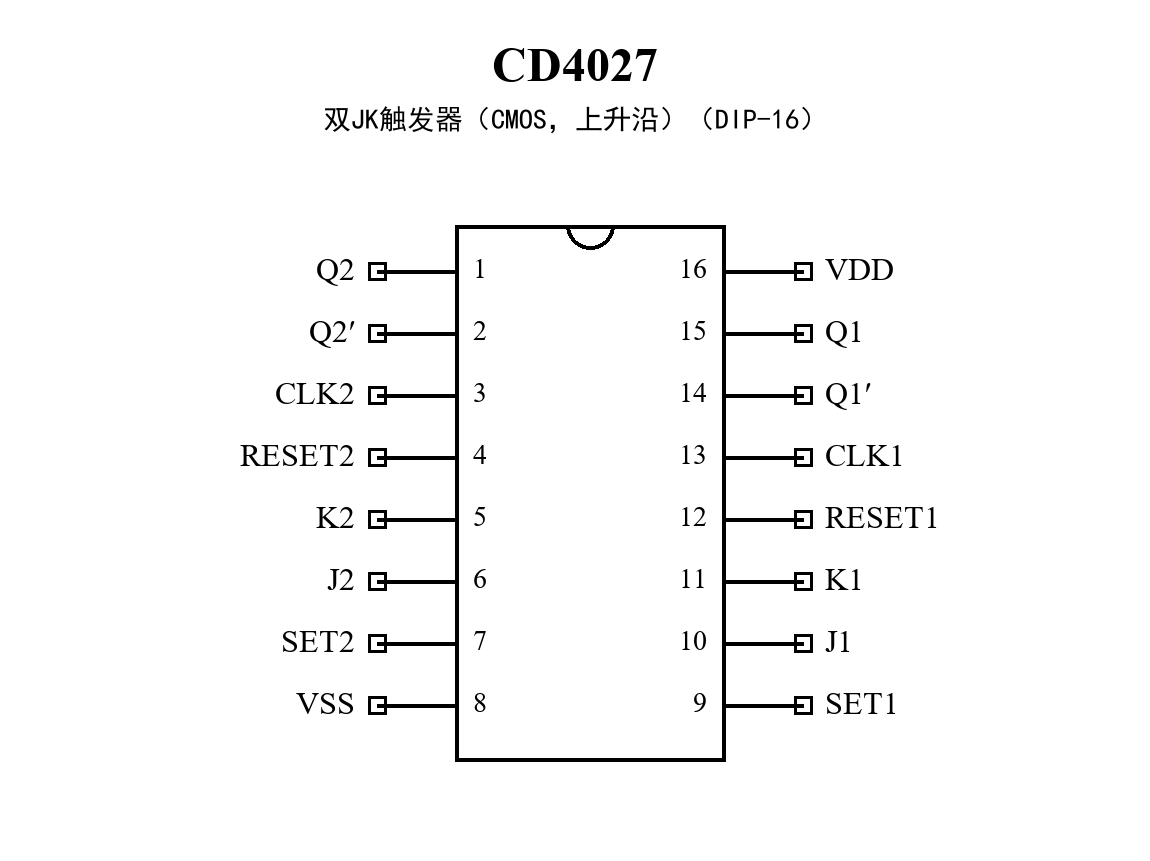 CD4027
双JK触发器（CMOS，上升沿）（DIP-16）
Q2 1 16 VDD
Q2′ 2 15 Q1
CLK2 3 14 Q1′
RESET2 4 13 CLK1
K2 5 12 RESET1
J2 6 11 K1
SET2 7 10 J1
VSS 8 9 SET1